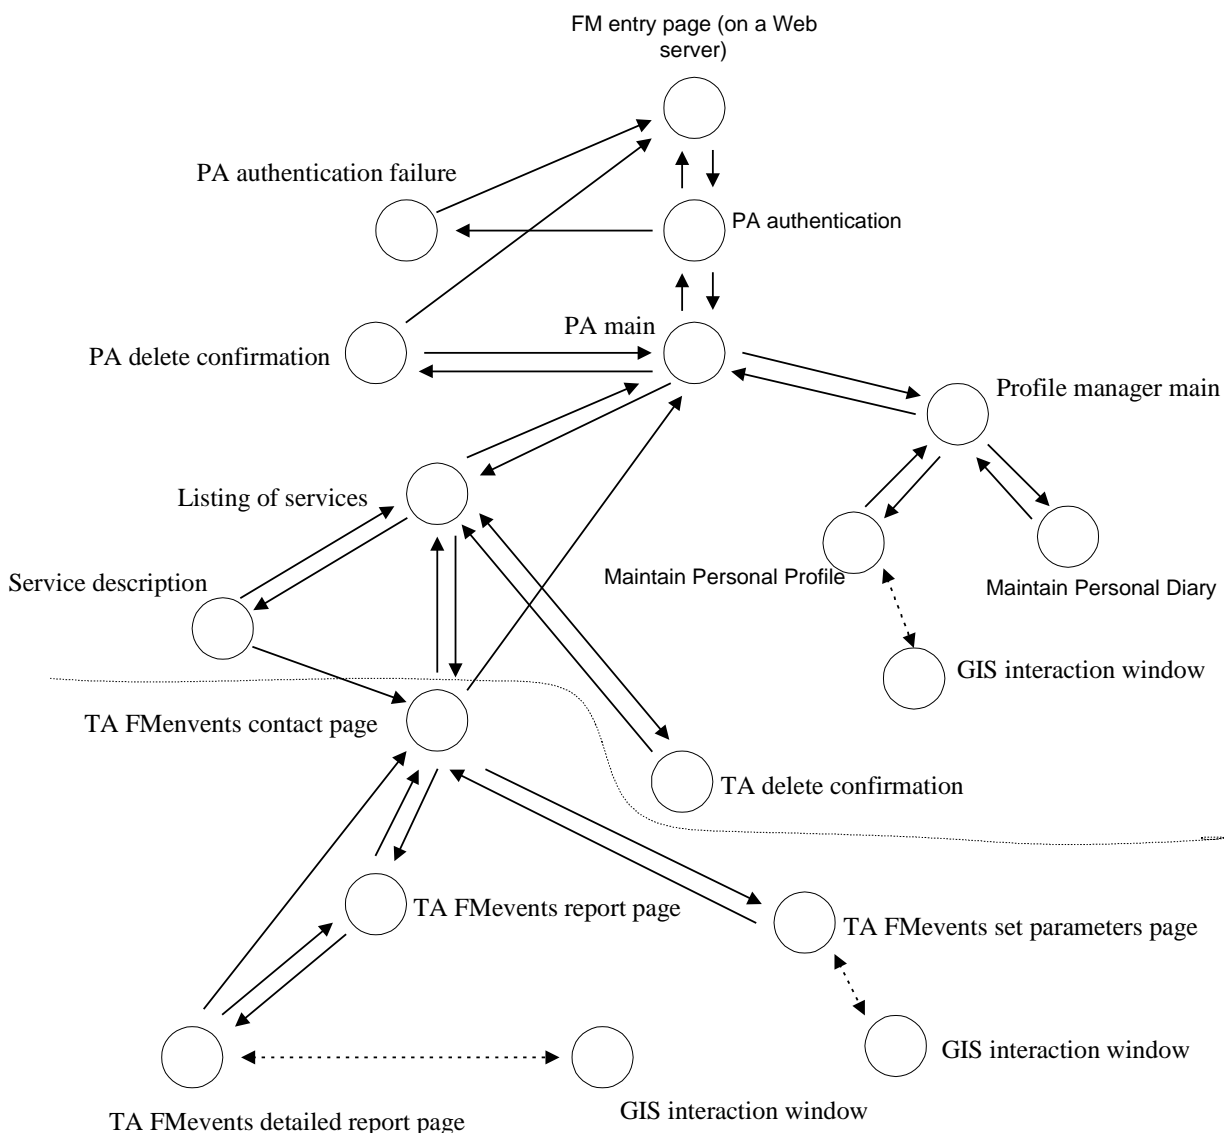 FM entry page (on a Web
server)
PA authentication failure
PA authentication
PA main
PA delete confirmation
Profile manager main
Listing of services
Maintain Personal Profile
Service description
Maintain Personal Diary
GIS interaction window
TA FMenvents contact page
TA delete confirmation
TA FMevents report page
TA FMevents set parameters page
GIS interaction window
GIS interaction window
TA FMevents detailed report page